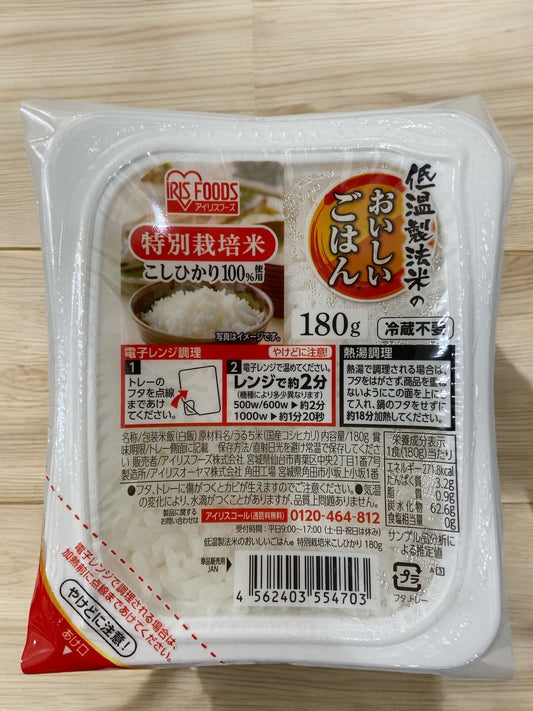 IRIS FOODS
アイリスフーズ
低温製法米の
おいしい
ごはん
特別栽培米
こしひかり100%使用
写真はイメージです。
180g
冷蔵不要
電子レンジ調理
やけどに注意!
1
トレーの
フタを点線
まであけ
てください。
2 電子レンジで温めてください。
レンジで約2分
(機種により多少異なります)
500w/600w ▶ 約2分
1000w ▶ 約1分20秒
熱湯調理
熱湯で調理される場合は、
フタをはがさず、商品を重ね
ないようにこの面を上にし
て入れ、鍋のフタをせずに
約18分加熱してください。
名称/包装米飯(白飯) 原材料名/うるち米(国産コシヒカリ) 内容量/180g 賞
味期限/トレー側面に記載 保存方法/直射日光を避け常温で保存してくださ
い 販売者/アイリスフーズ株式会社 宮城県仙台市青葉区中央2丁目1番7号
製造所/アイリスオーヤマ株式会社 角田工場 宮城県角田市小坂上小坂1番
●フタ、トレーに傷がつくとカビが生えますのでご注意ください。●気温
の変化により、水滴がつくことがありますが、品質上問題ありません。
製品に関する
お問い合わせは
アイリスコール(通話料無料)
0120-464-812
受付時間:平日9:00～17:00(土・日・祝日は休み)
低温製法米のおいしいごはん® 特別栽培米こしひかり 180g
栄養成分表示
1食(180g)当たり
エネルギー 271.8kcal
たんぱく質 3.2g
脂質 0.9g
炭水化物 62.6g
食塩相当量 0g
サンプル品分析に
よる推定値
プラ
フタ、トレー
単品販売用
JAN
4 562403 554703
電子レンジで調理される場合は、
加熱前に点線まであけてください。
やけどに注意!
あけ口